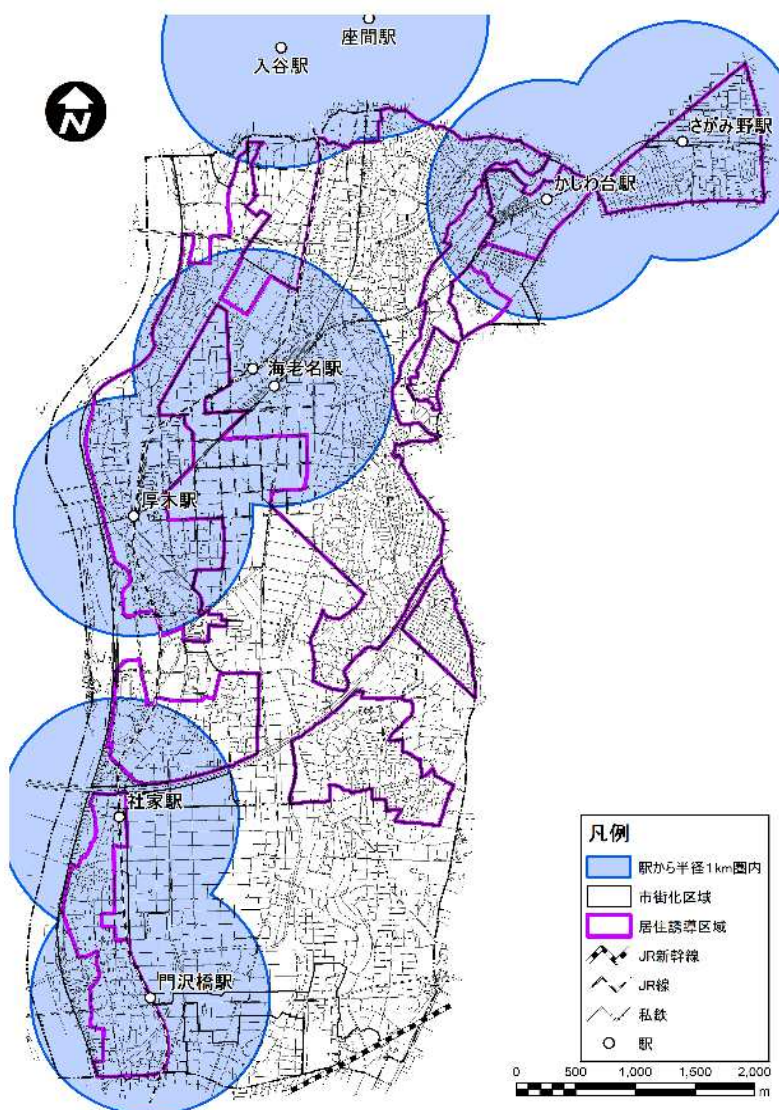 座間駅
入谷駅
N
さがみ野駅
かしわ台駅
海老名駅
厚木駅
社家駅
門沢橋駅
凡例
駅から半径1km圏内
市街化区域
居住誘導区域
JR新幹線
JR線
私鉄
駅
0 500 1,000 1,500 2,000
m